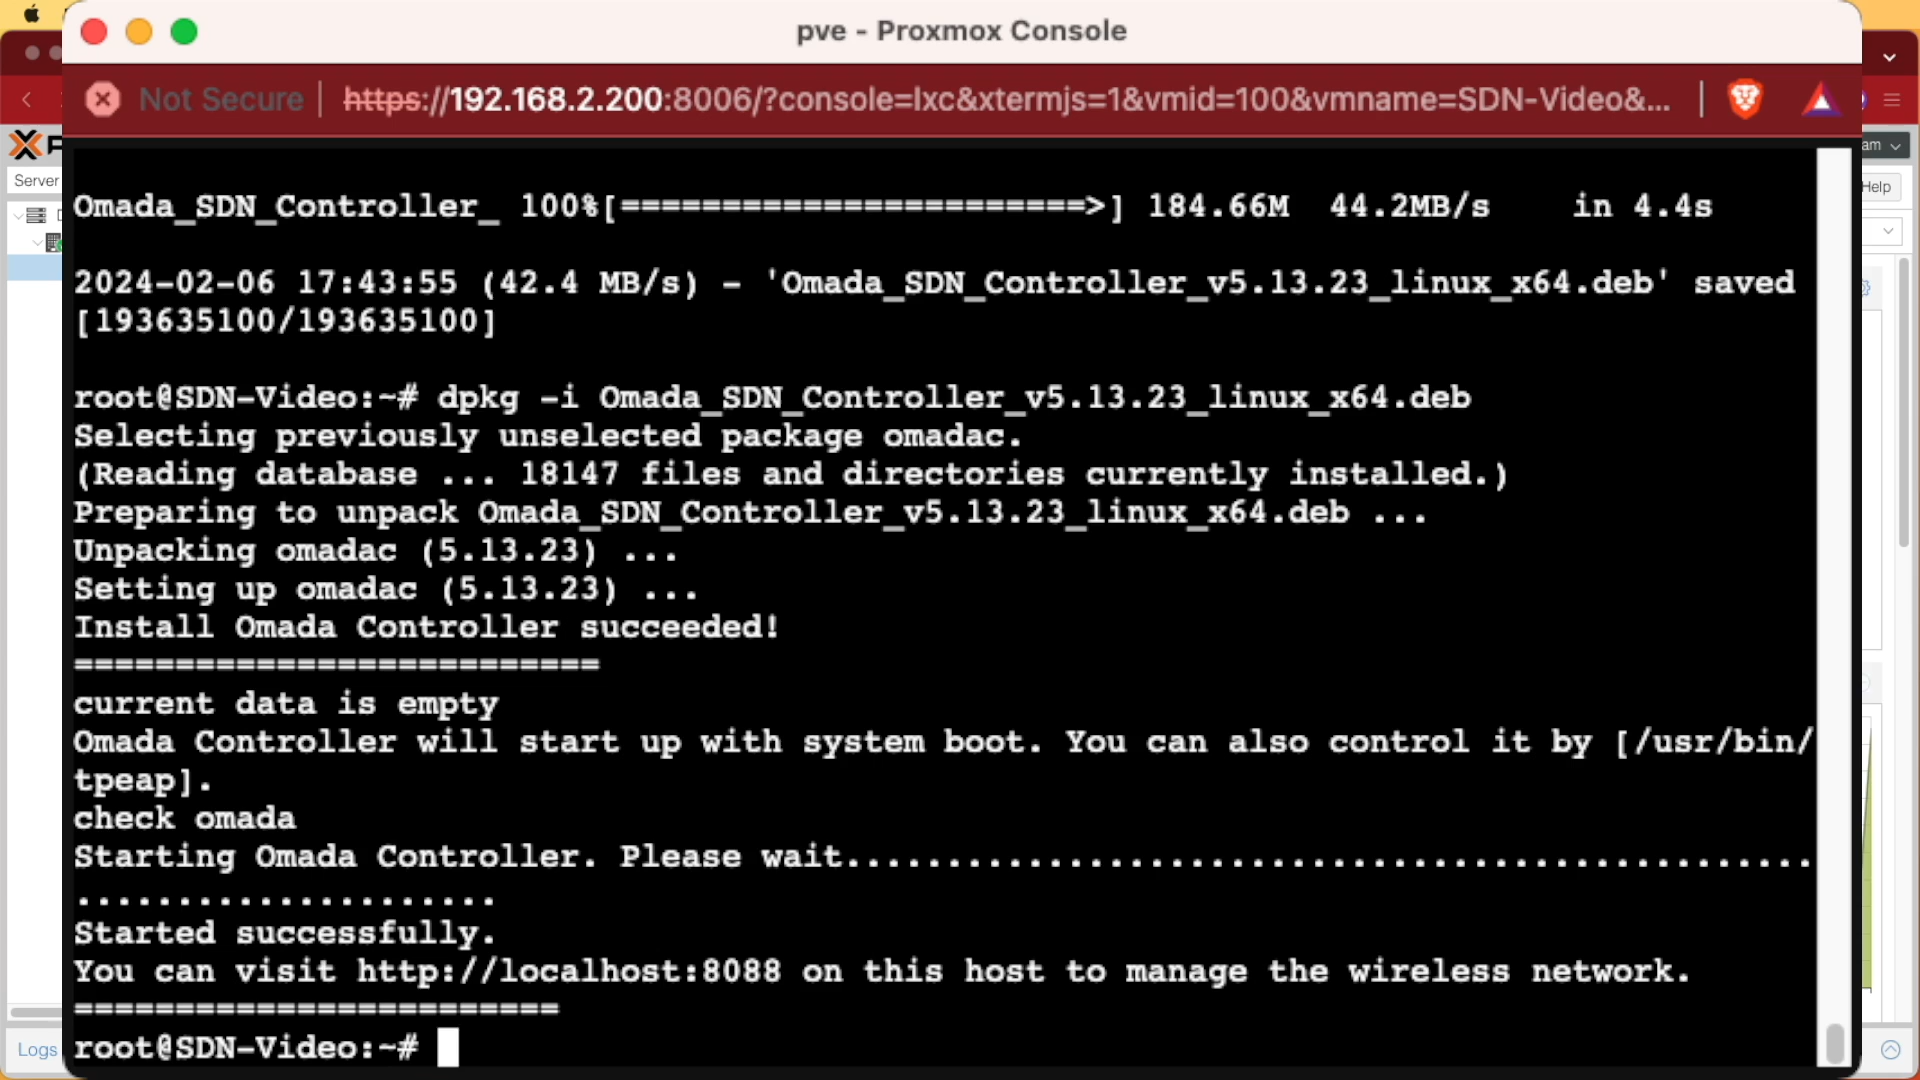 pve - Proxmox Console
Not Secure | https://192.168.2.200:8006/?console=lxc&xtermjs=1&vmid=100&vmname=SDN-Video&...
am
Server
Help
Omada_SDN_Controller_ 100%[=======================>] 184.66M  44.2MB/s    in 4.4s
2024-02-06 17:43:55 (42.4 MB/s) - 'Omada_SDN_Controller_v5.13.23_linux_x64.deb' saved
[193635100/193635100]
root@SDN-Video:~# dpkg -i Omada_SDN_Controller_v5.13.23_linux_x64.deb
Selecting previously unselected package omadac.
(Reading database ... 18147 files and directories currently installed.)
Preparing to unpack Omada_SDN_Controller_v5.13.23_linux_x64.deb ...
Unpacking omadac (5.13.23) ...
Setting up omadac (5.13.23) ...
Install Omada Controller succeeded!
==========================
current data is empty
Omada Controller will start up with system boot. You can also control it by [/usr/bin/
tpeap].
check omada
Starting Omada Controller. Please wait................................................
.....................
Started successfully.
You can visit http://localhost:8088 on this host to manage the wireless network.
========================
root@SDN-Video:~#
Logs